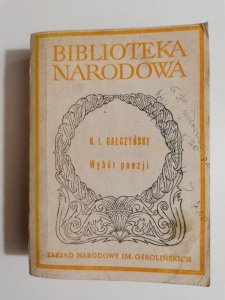 BIBLIOTEKA
NARODOWA
K. I. GAŁCZYŃSKI
Wybór poezji
ZAKŁAD NARODOWY IM. OSSOLIŃSKICH